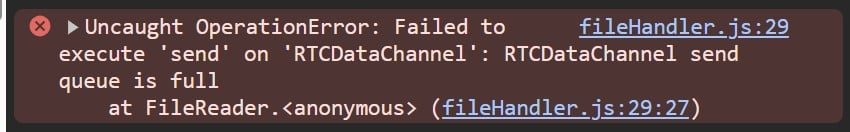 Uncaught OperationError: Failed to fileHandler.js:29
execute 'send' on 'RTCDataChannel': RTCDataChannel send
queue is full
at FileReader.<anonymous> (fileHandler.js:29:27)